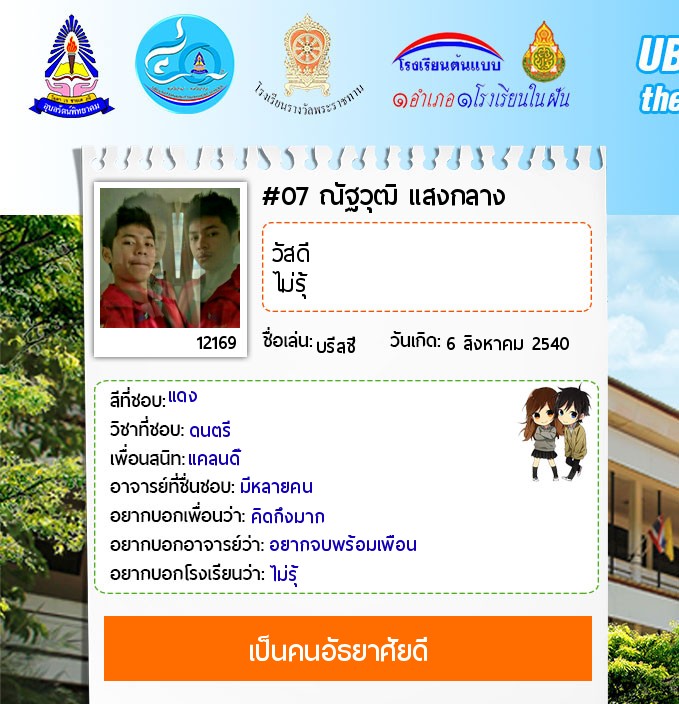 อุบลรัตน์พิทยาคม
โรงเรียนรางวัลพระราชทาน
โรงเรียนต้นแบบ
๑อำเภอ๑โรงเรียนในฝัน
UB
the
#07 ณัฐวุฒิ แสงกลาง
วัสดี
ไม่รุ้
12169
ชื่อเล่น: บรีสซี่ วันเกิด: 6 สิงหาคม 2540
สีที่ชอบ: แดง
วิชาที่ชอบ: ดนตรี
เพื่อนสนิท: แคลนดี้
อาจารย์ที่ชื่นชอบ: มีหลายคน
อยากบอกเพื่อนว่า: คิดถึงมาก
อยากบอกอาจารย์ว่า: อยากจบพร้อมเพือน
อยากบอกโรงเรียนว่า: ไม่รุ้
เป็นคนอัธยาศัยดี